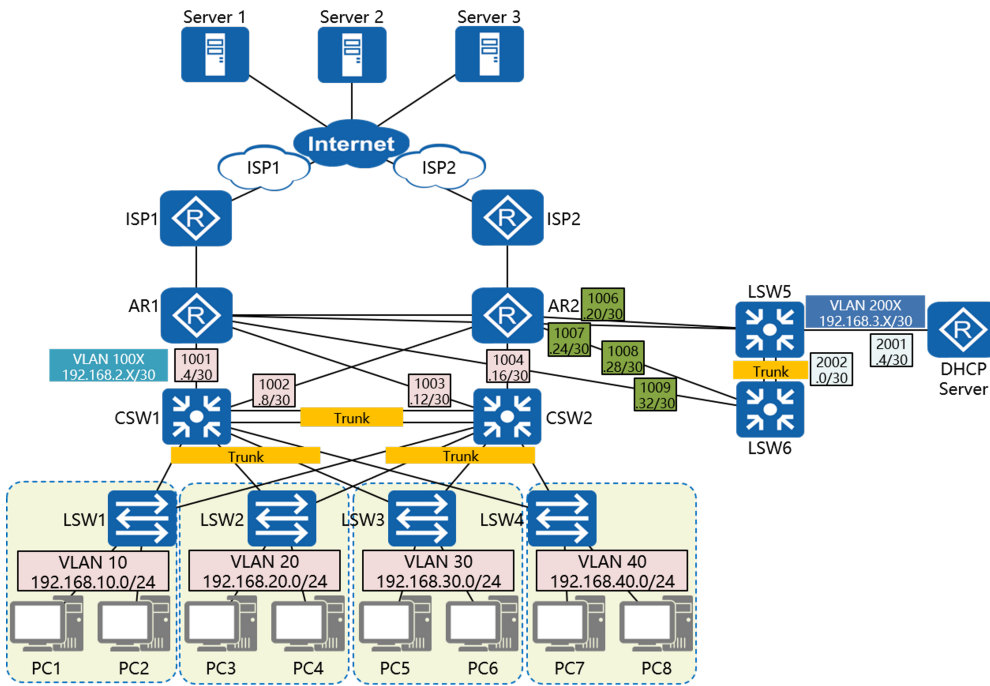 Server 1
Server 2
Server 3
Internet
ISP1
ISP2
ISP1
R
R
ISP2
AR1
R
R
AR2
1006
.20/30
1007
.24/30
1008
.28/30
1009
.32/30
LSW5
VLAN 200X
192.168.3.X/30
R
2001
.4/30
DHCP
Server
Trunk
2002
.0/30
LSW6
VLAN 100X
192.168.2.X/30
1001
.4/30
1002
.8/30
1003
.12/30
1004
.16/30
CSW1
Trunk
CSW2
Trunk
Trunk
LSW1
LSW2
LSW3
LSW4
VLAN 10
192.168.10.0/24
VLAN 20
192.168.20.0/24
VLAN 30
192.168.30.0/24
VLAN 40
192.168.40.0/24
PC1
PC2
PC3
PC4
PC5
PC6
PC7
PC8